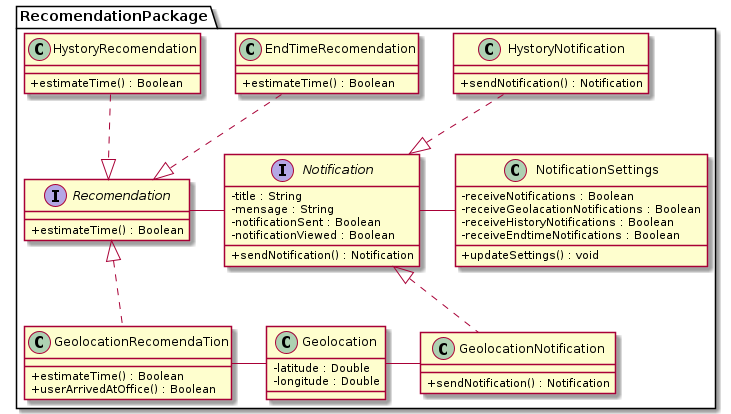 RecomendationPackage
C HystoryRecomendation
+estimateTime() : Boolean
C EndTimeRecomendation
+estimateTime() : Boolean
C HystoryNotification
+sendNotification() : Notification
I Recomendation
+estimateTime() : Boolean
I Notification
-title : String
-mensage : String
-notificationSent : Boolean
-notificationViewed : Boolean
+sendNotification() : Notification
C NotificationSettings
-receiveNotifications : Boolean
-receiveGeolacationNotifications : Boolean
-receiveHistoryNotifications : Boolean
-receiveEndtimeNotifications : Boolean
+updateSettings() : void
C GeolocationRecomendaTion
+estimateTime() : Boolean
+userArrivedAtOffice() : Boolean
C Geolocation
-latitude : Double
-longitude : Double
C GeolocationNotification
+sendNotification() : Notification